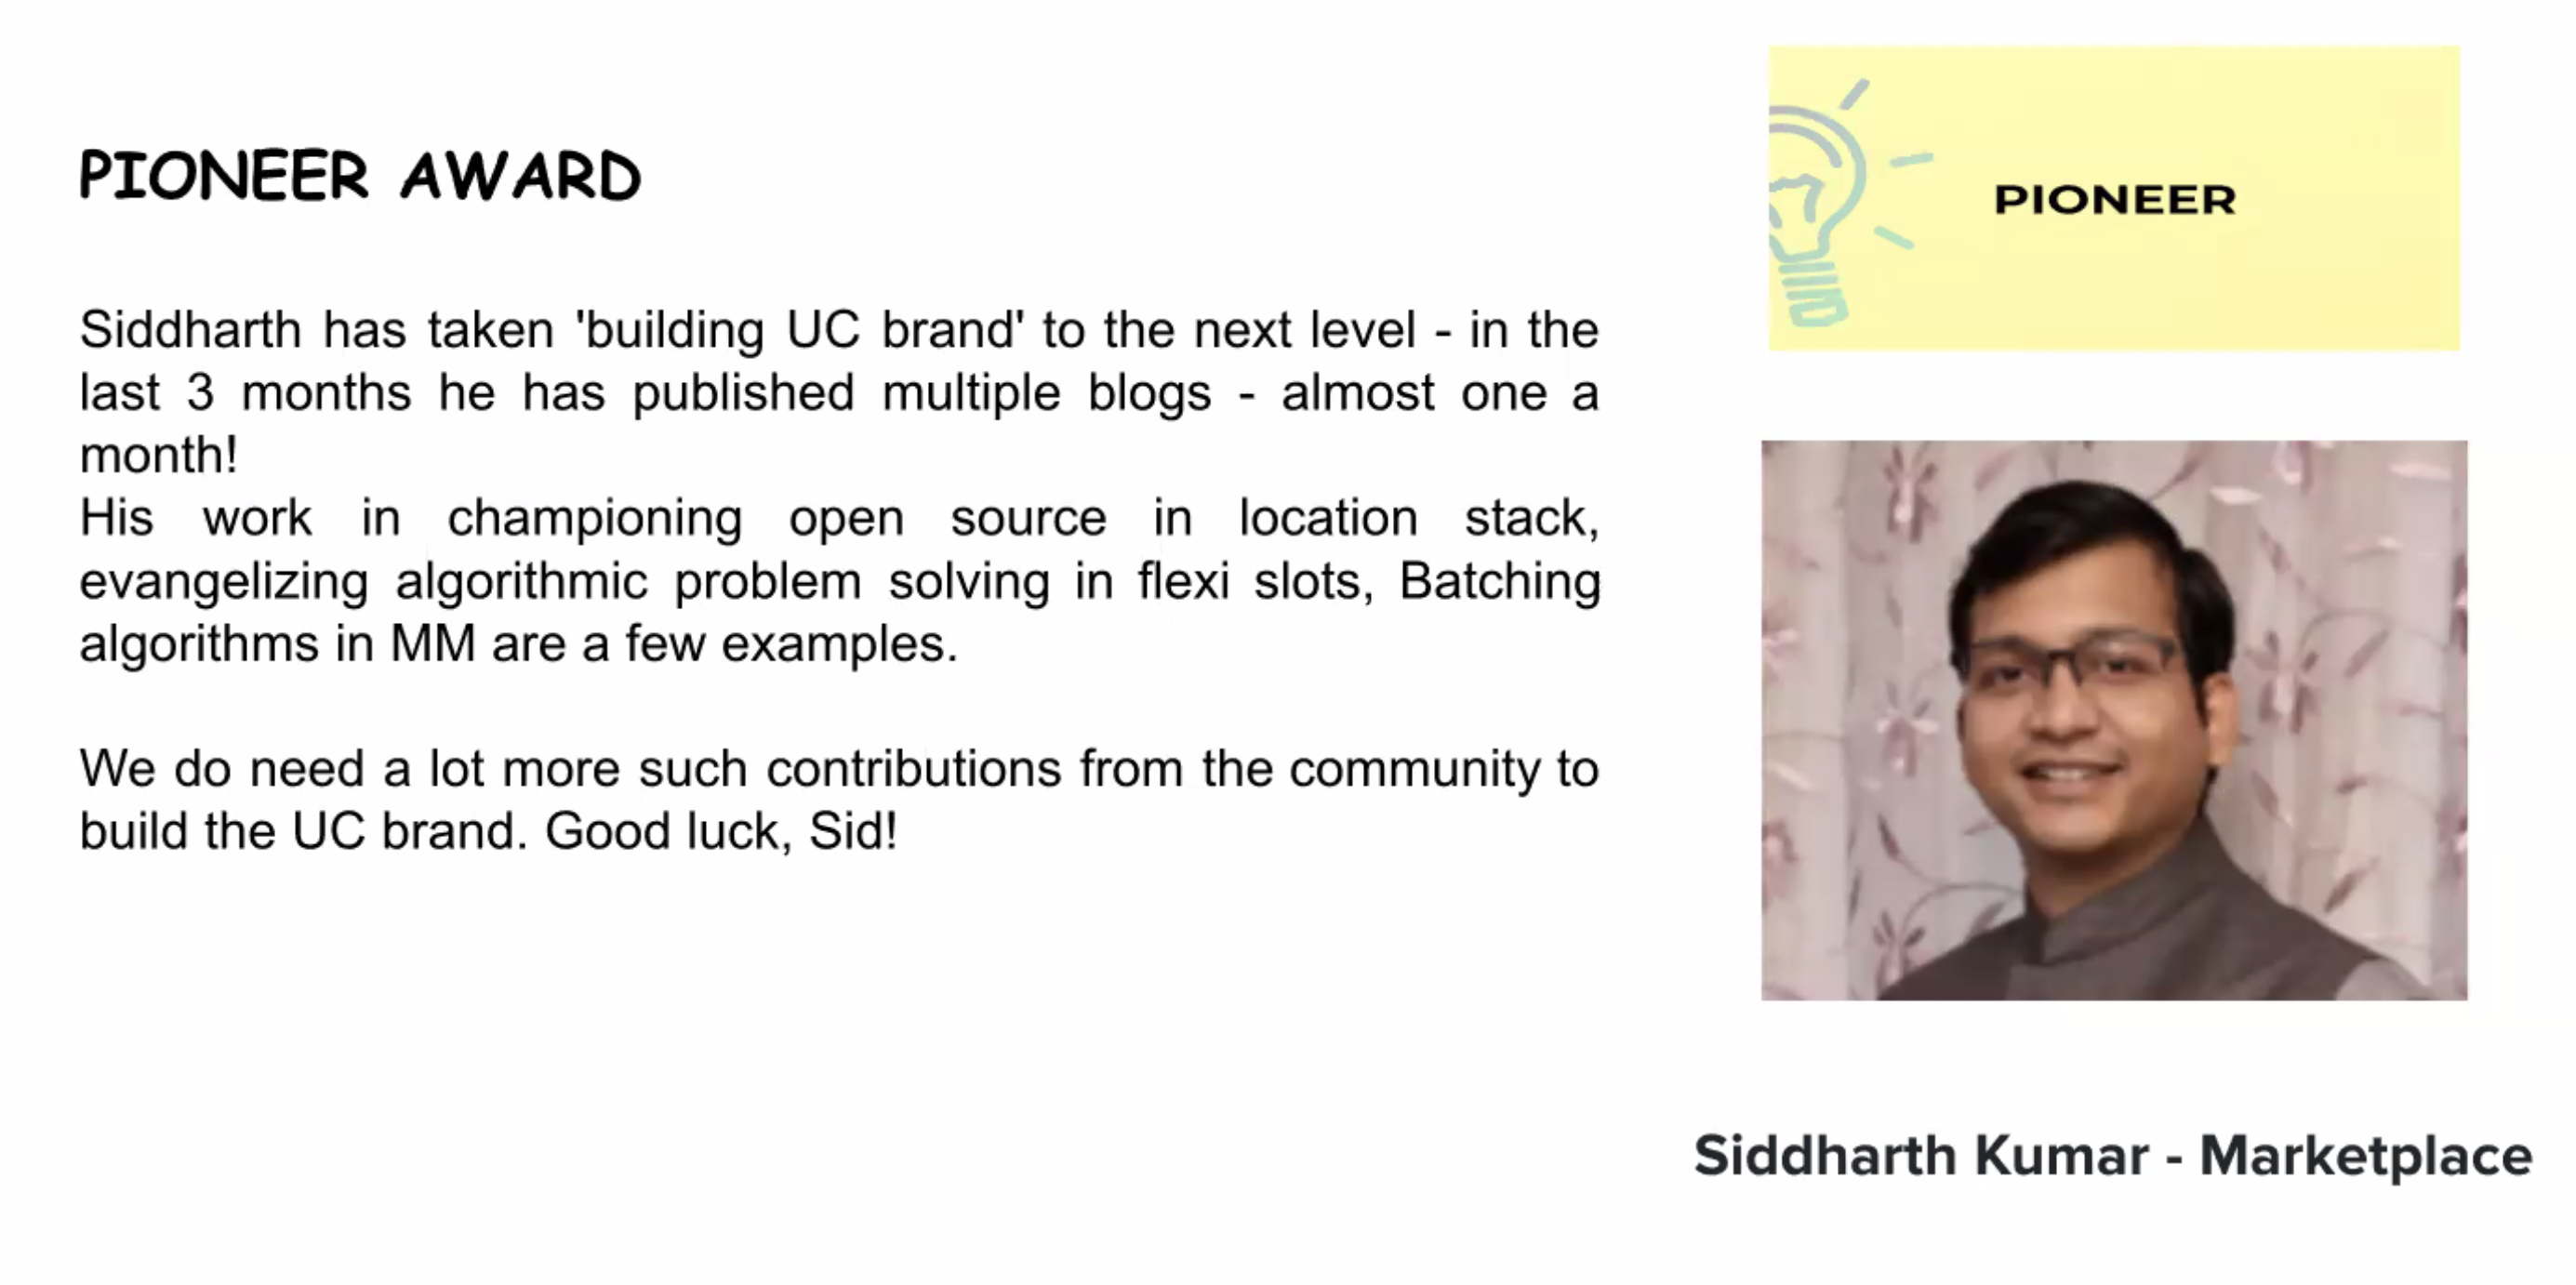 PIONEER AWARD
Siddharth has taken 'building UC brand' to the next level - in the
last 3 months he has published multiple blogs - almost one a
month!
His work in championing open source in location stack,
evangelizing algorithmic problem solving in flexi slots, Batching
algorithms in MM are a few examples.
We do need a lot more such contributions from the community to
build the UC brand. Good luck, Sid!
PIONEER
Siddharth Kumar - Marketplace